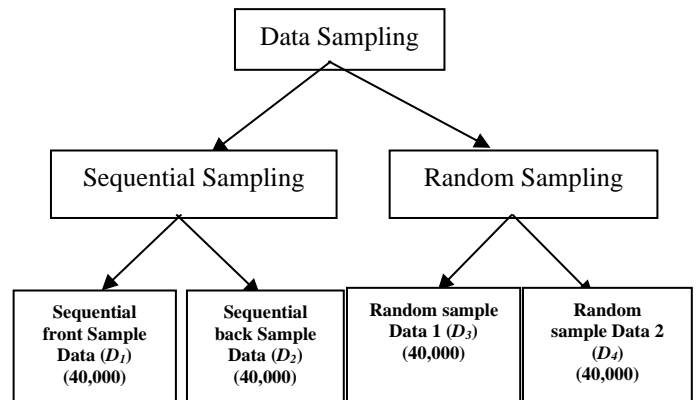 Data Sampling
Sequential Sampling
Random Sampling
Sequential
front Sample
Data (D₁)
(40,000)
Sequential
back Sample
Data (D₂)
(40,000)
Random sample
Data 1 (D₃)
(40,000)
Random
sample Data 2
(D₄)
(40,000)